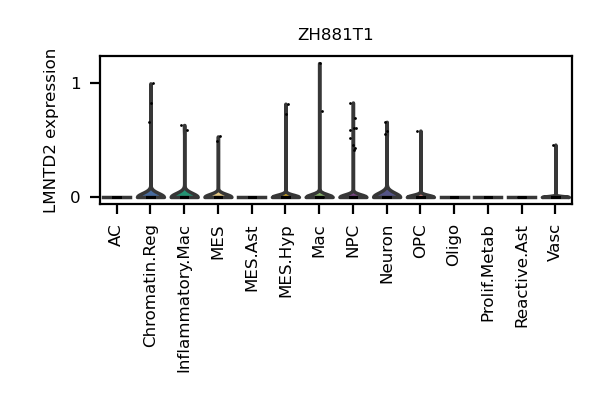 ZH881T1
LMNTD2 expression
1
0
AC
Chromatin.Reg
Inflammatory.Mac
MES
MES.Ast
MES.Hyp
Mac
NPC
Neuron
OPC
Oligo
Prolif.Metab
Reactive.Ast
Vasc